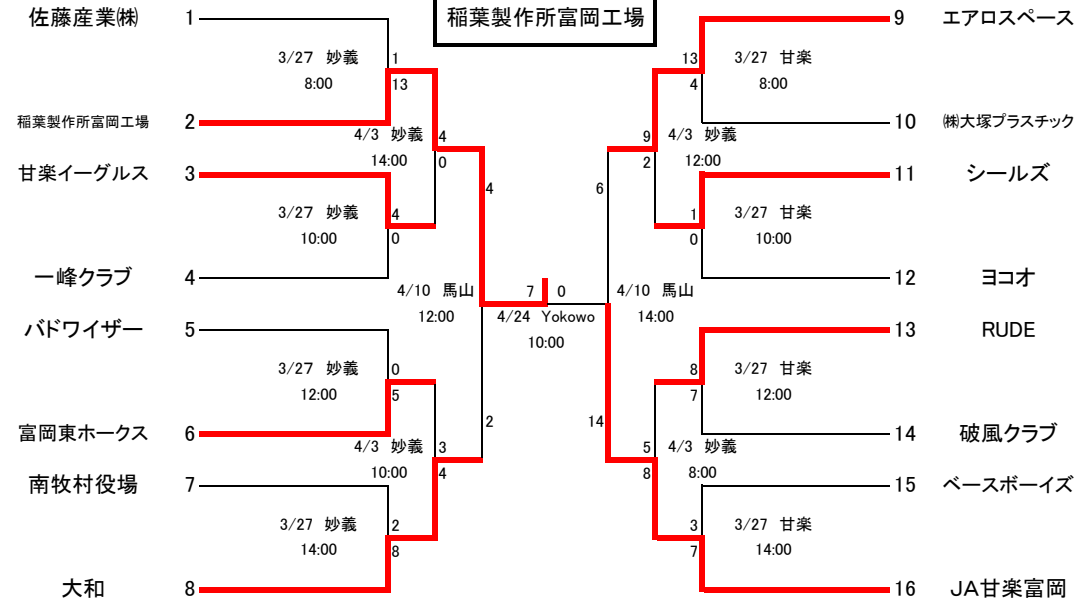 稲葉製作所富岡工場
佐藤産業㈱ 1
3/27 妙義
8:00
1
13
稲葉製作所富岡工場 2
4/3 妙義
14:00
4
0
甘楽イーグルス 3
3/27 妙義
10:00
4
0
一峰クラブ 4
4/10 馬山
12:00
4
2
バドワイザー 5
3/27 妙義
12:00
0
5
富岡東ホークス 6
4/3 妙義
10:00
3
4
南牧村役場 7
3/27 妙義
14:00
2
8
大和 8
7 0
4/24 Yokowo
10:00
9 エアロスペース
13
4
3/27 甘楽
8:00
10 ㈱大塚プラスチック
9
2
4/3 妙義
12:00
11 シールズ
1
0
3/27 甘楽
10:00
12 ヨコオ
6
14
4/10 馬山
14:00
13 RUDE
8
7
3/27 甘楽
12:00
14 破風クラブ
5
8
4/3 妙義
8:00
15 ベースボーイズ
3
7
3/27 甘楽
14:00
16 JA甘楽富岡